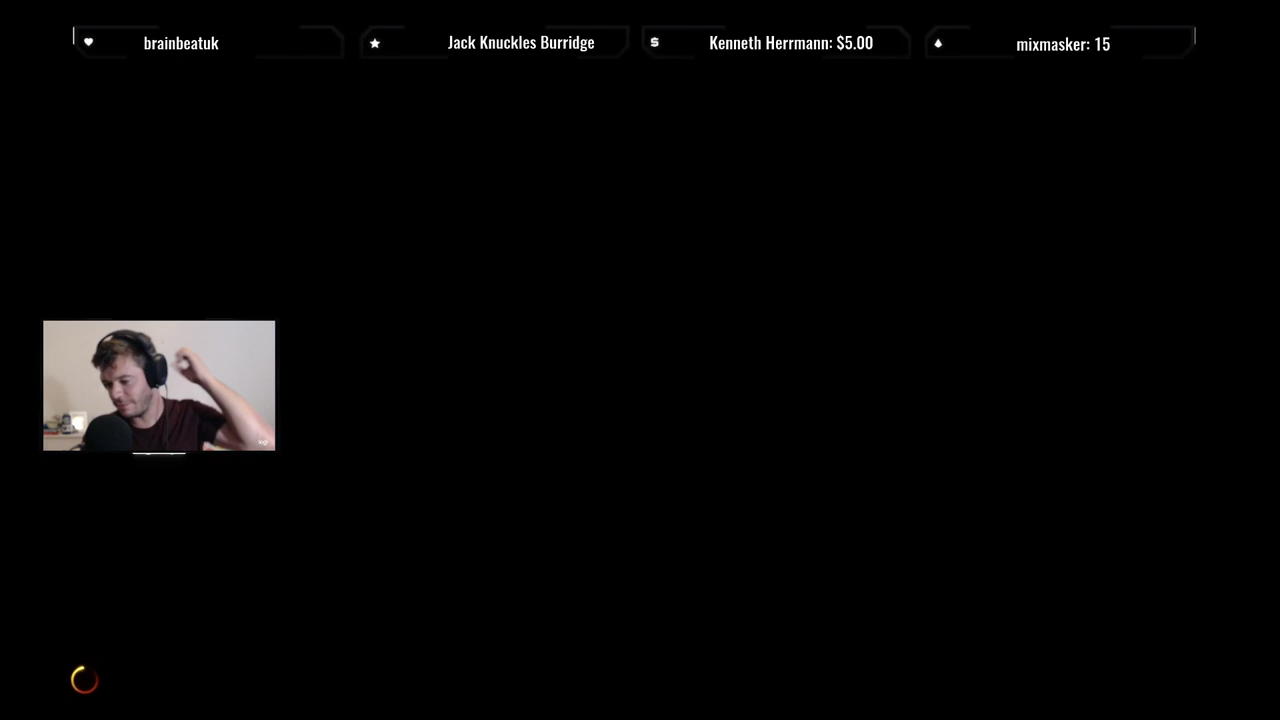 brainbeatuk
Jack Knuckles Burridge
Kenneth Herrmann: $5.00
mixmasker: 15